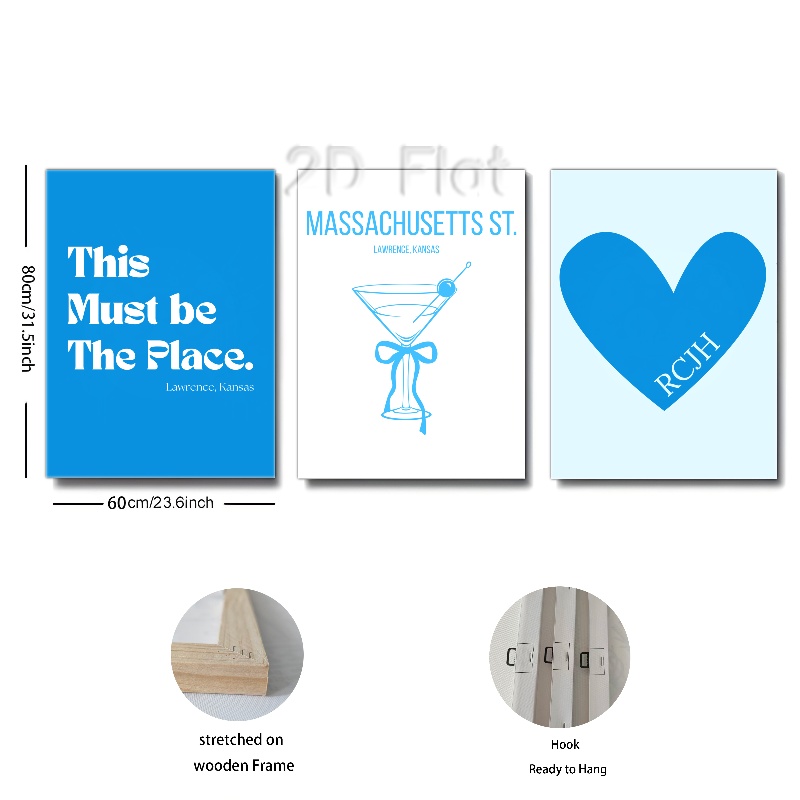 2D Flat
This
Must be
The Place.
Lawrence, Kansas
MASSACHUSETTS ST.
LAWRENCE, KANSAS
RCJH
80cm/31.5inch
60cm/23.6inch
stretched on
wooden Frame
Hook
Ready to Hang